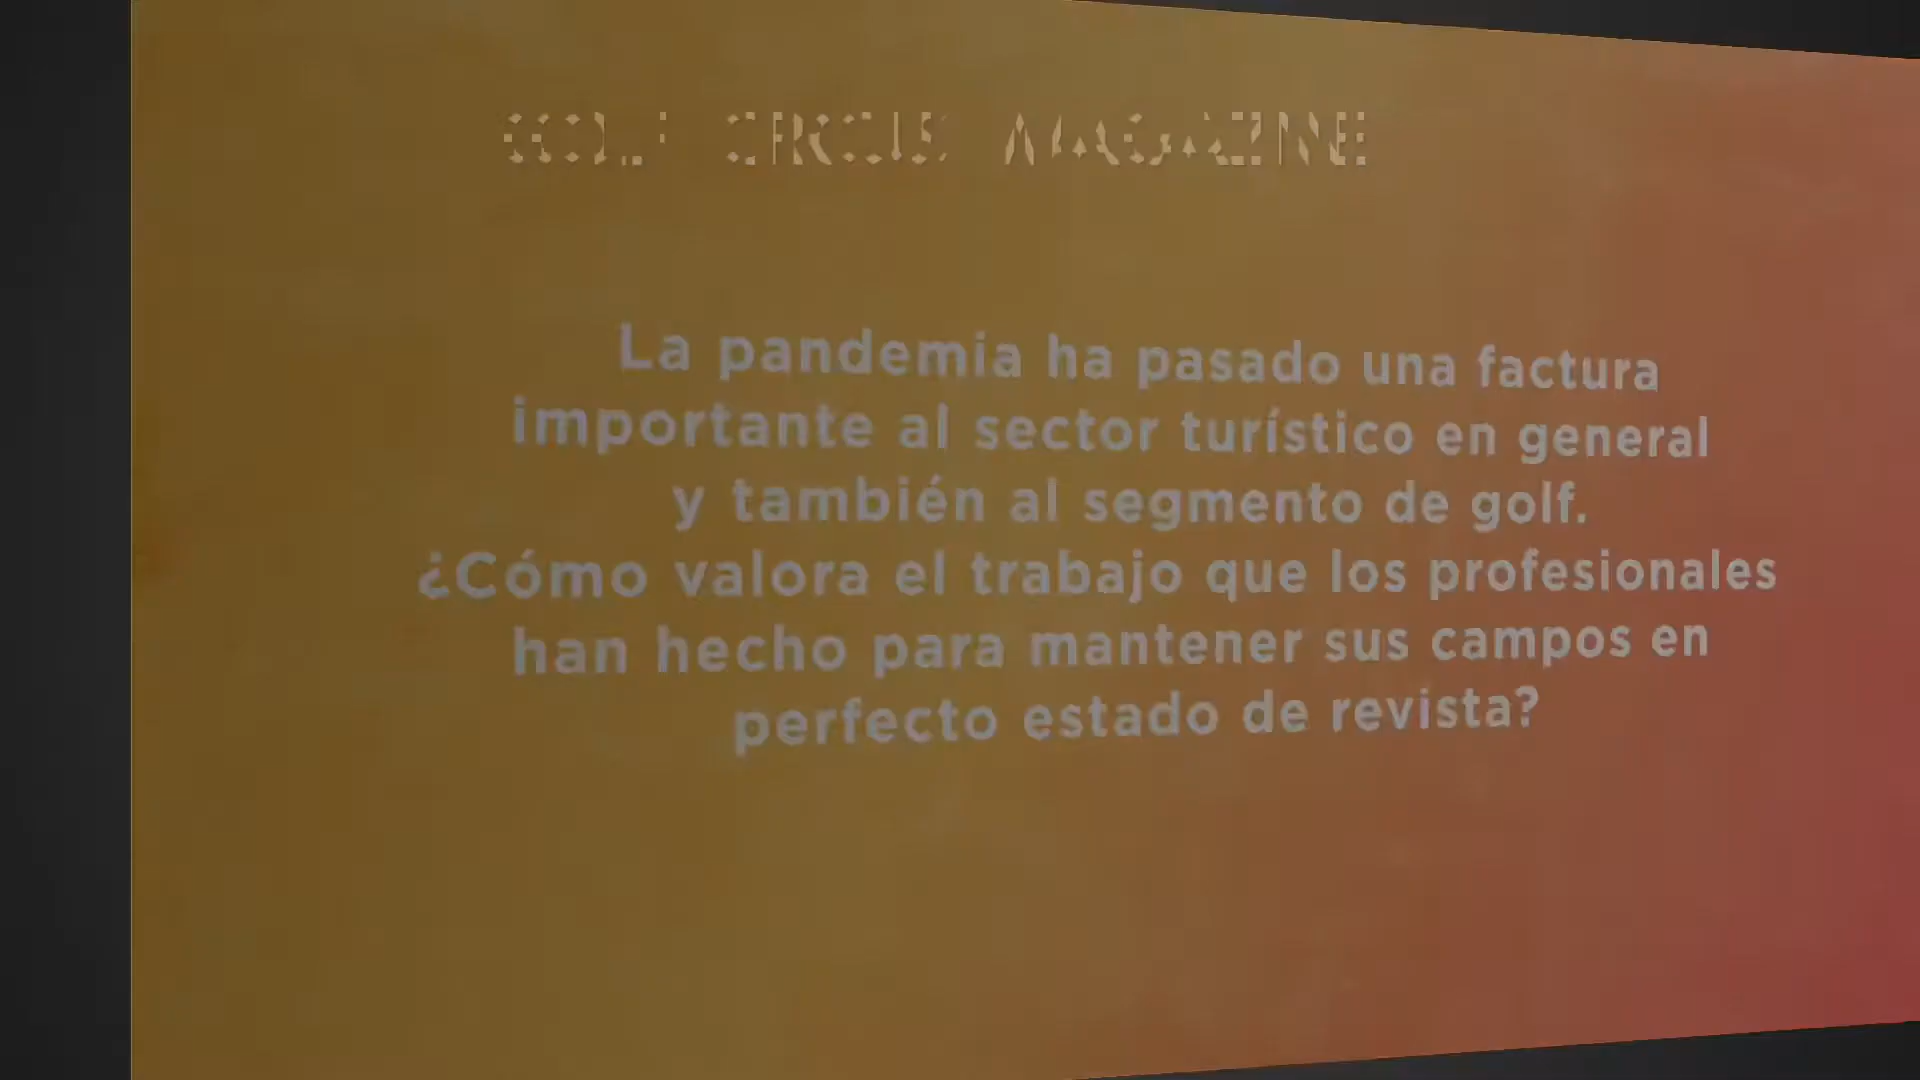 GOLF CIRCUS MAGAZINE
La pandemia ha pasado una factura
importante al sector turístico en general
y también al segmento de golf.
¿Cómo valora el trabajo que los profesionales
han hecho para mantener sus campos en
perfecto estado de revista?